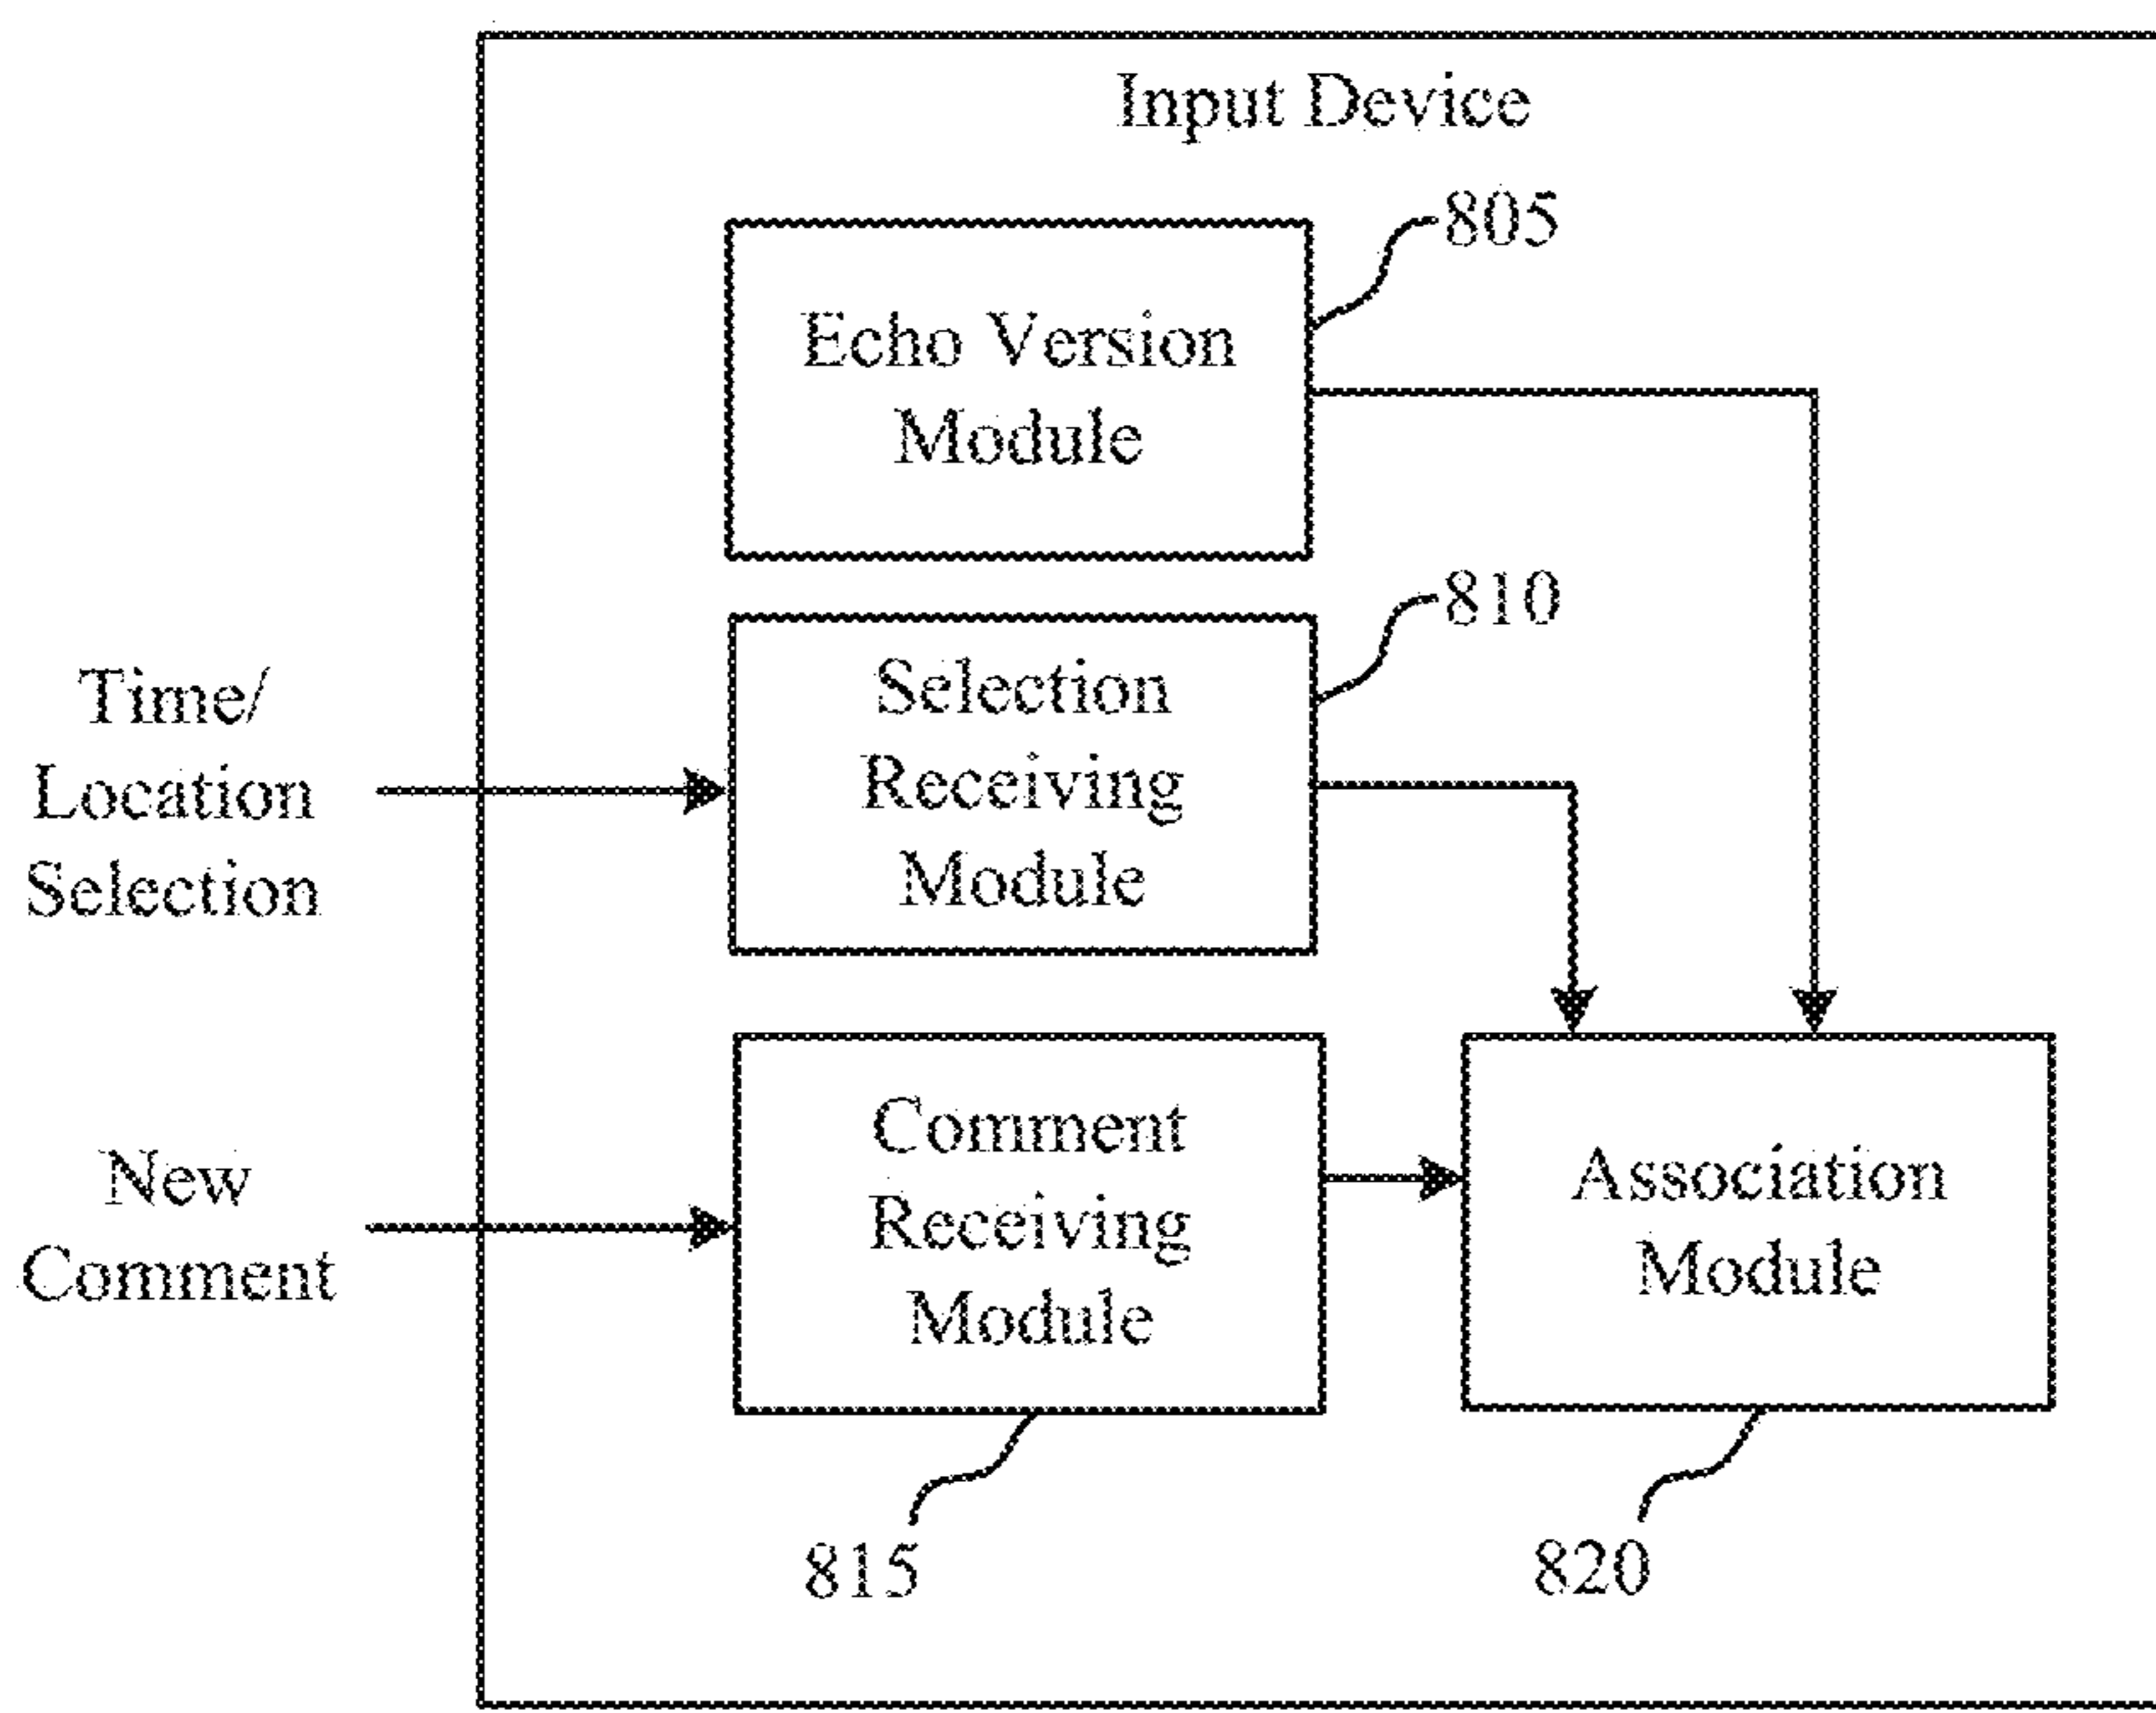 Input Device
805
Echo Version
Module
810
Time/
Location
Selection
Selection
Receiving
Module
New
Comment
Comment
Receiving
Module
Association
Module
815
820